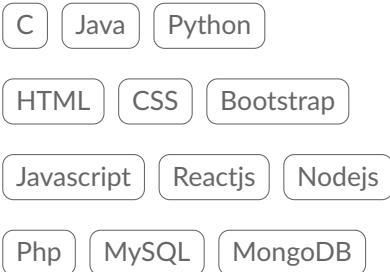 C Java Python
HTML CSS Bootstrap
Javascript Reactjs Nodejs
Php MySQL MongoDB